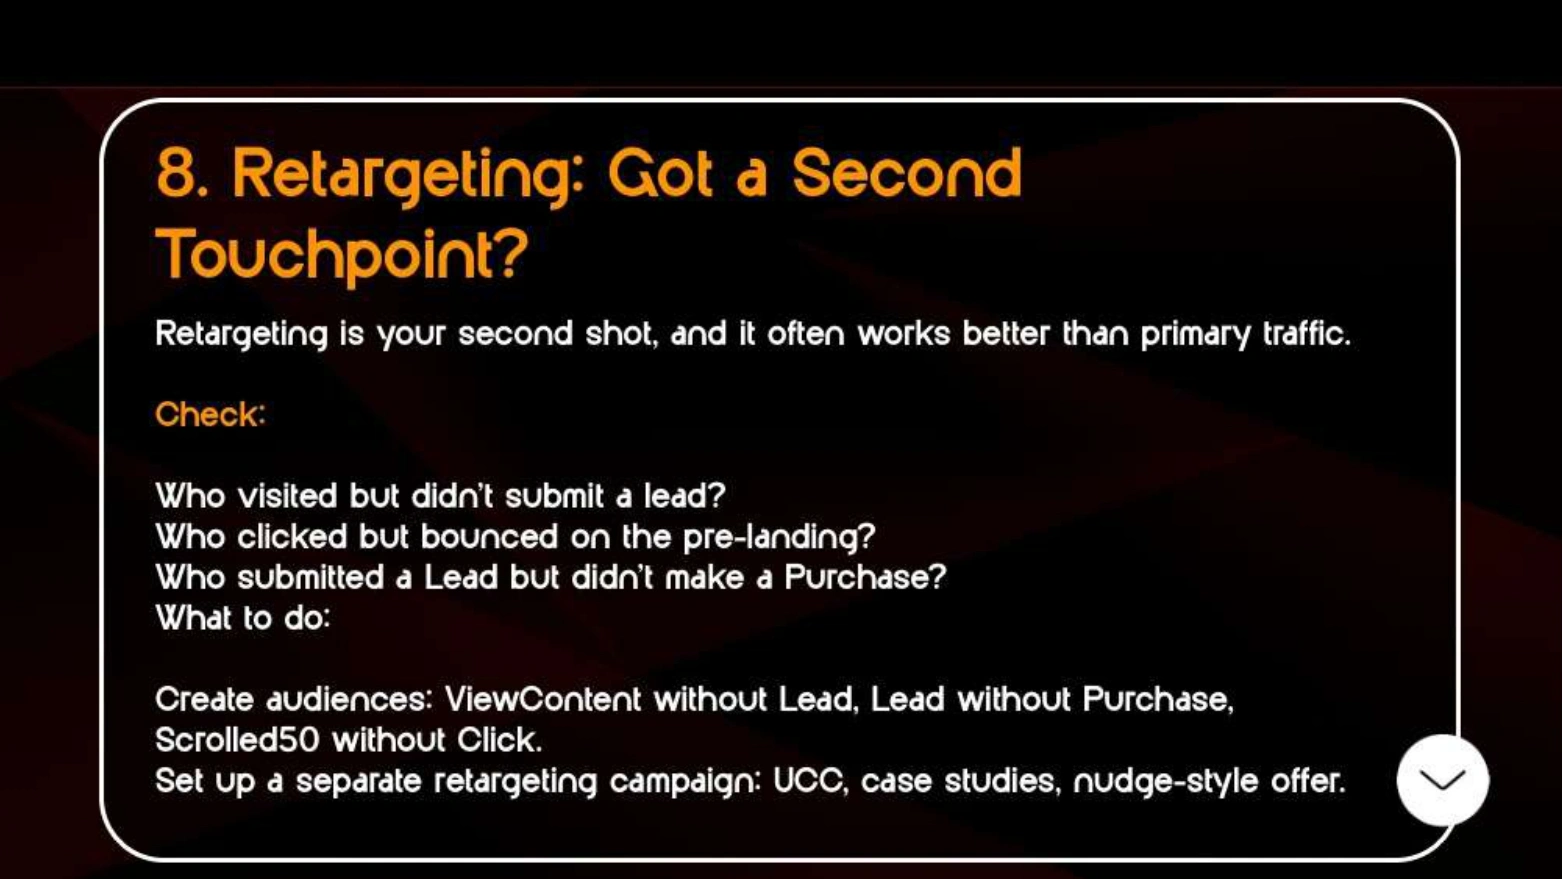 8. Retargeting: Got a Second
Touchpoint?
Retargeting is your second shot, and it often works better than primary traffic.
Check:
Who visited but didn't submit a lead?
Who clicked but bounced on the pre-landing?
Who submitted a Lead but didn't make a Purchase?
What to do:
Create audiences: ViewContent without Lead, Lead without Purchase,
Scrolled50 without Click.
Set up a separate retargeting campaign: UCC, case studies, nudge-style offer.